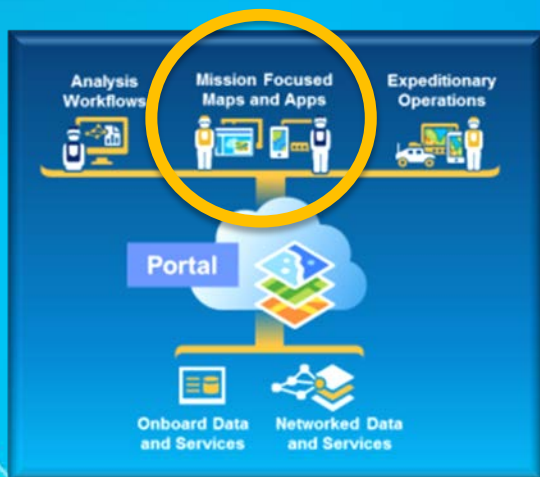 Analysis
Workflows
Mission Focused
Maps and Apps
Expeditionary
Operations
Portal
Onboard Data
and Services
Networked Data
and Services